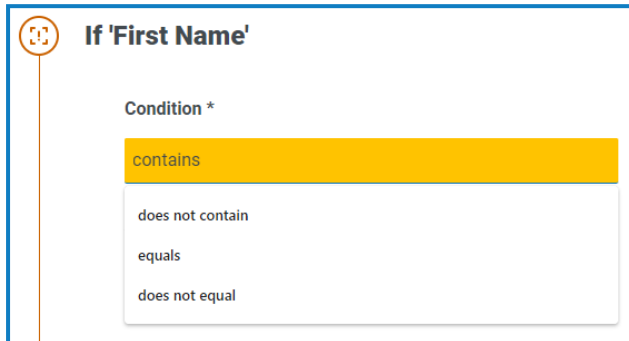 If 'First Name'
Condition *
contains
does not contain
equals
does not equal